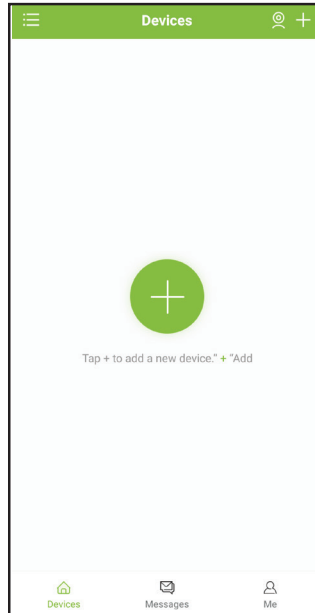 Devices
Tap + to add a new device." + "Add
Devices
Messages
Me